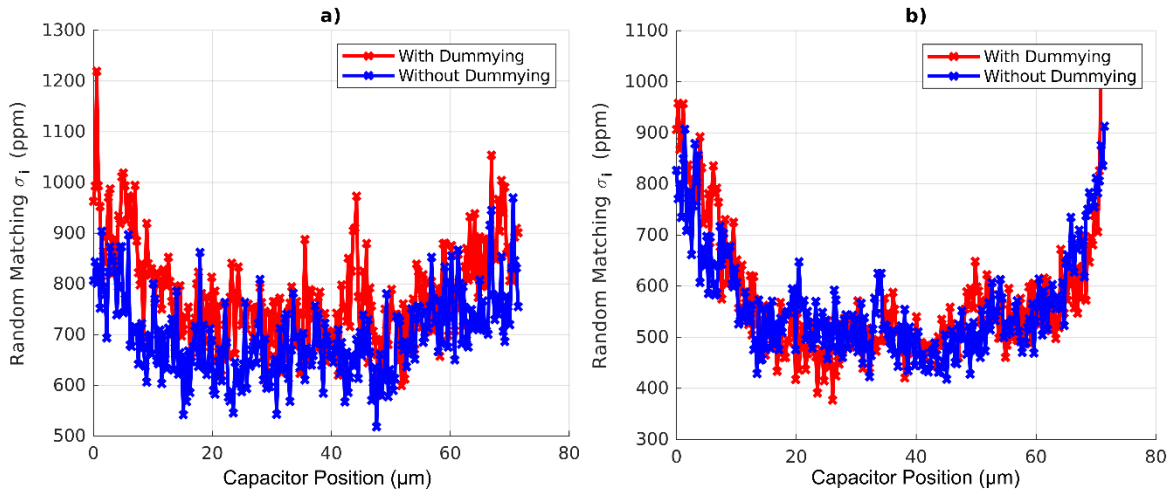 a)
1300
1200
1100
1000
900
800
700
600
500
0
20
40
60
80
Random Matching σi (ppm)
Capacitor Position (μm)
With Dummying
Without Dummying
b)
1100
1000
900
800
700
600
500
400
300
0
20
40
60
80
Random Matching σi (ppm)
Capacitor Position (μm)
With Dummying
Without Dummying